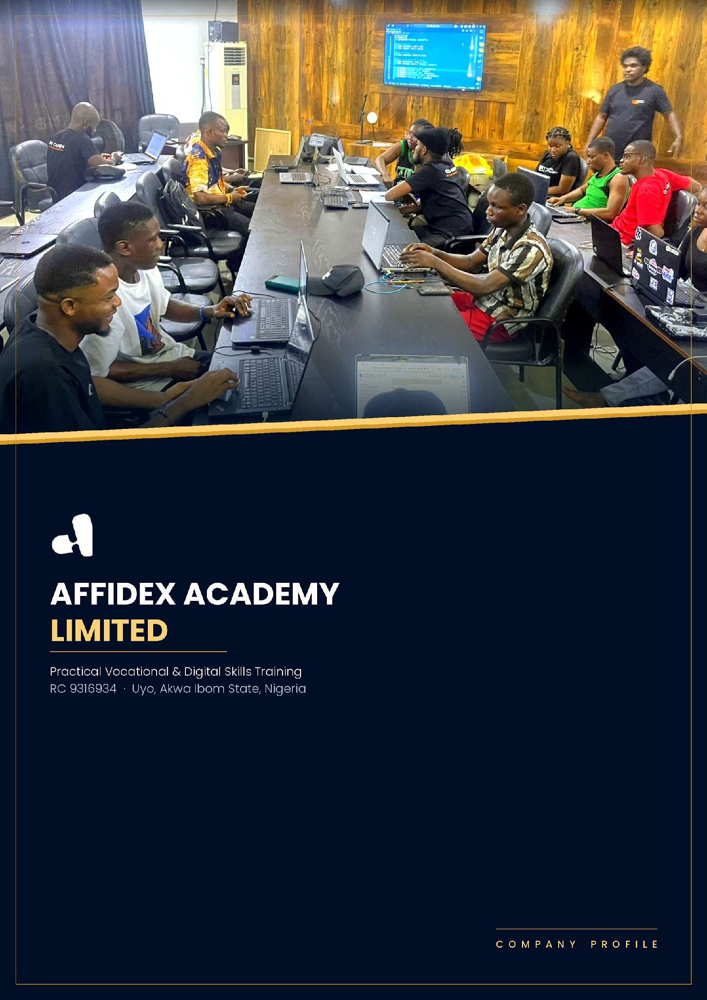 AFFIDEX ACADEMY
LIMITED
Practical Vocational & Digital Skills Training
RC 9316934 · Uyo, Akwa Ibom State, Nigeria
COMPANY PROFILE